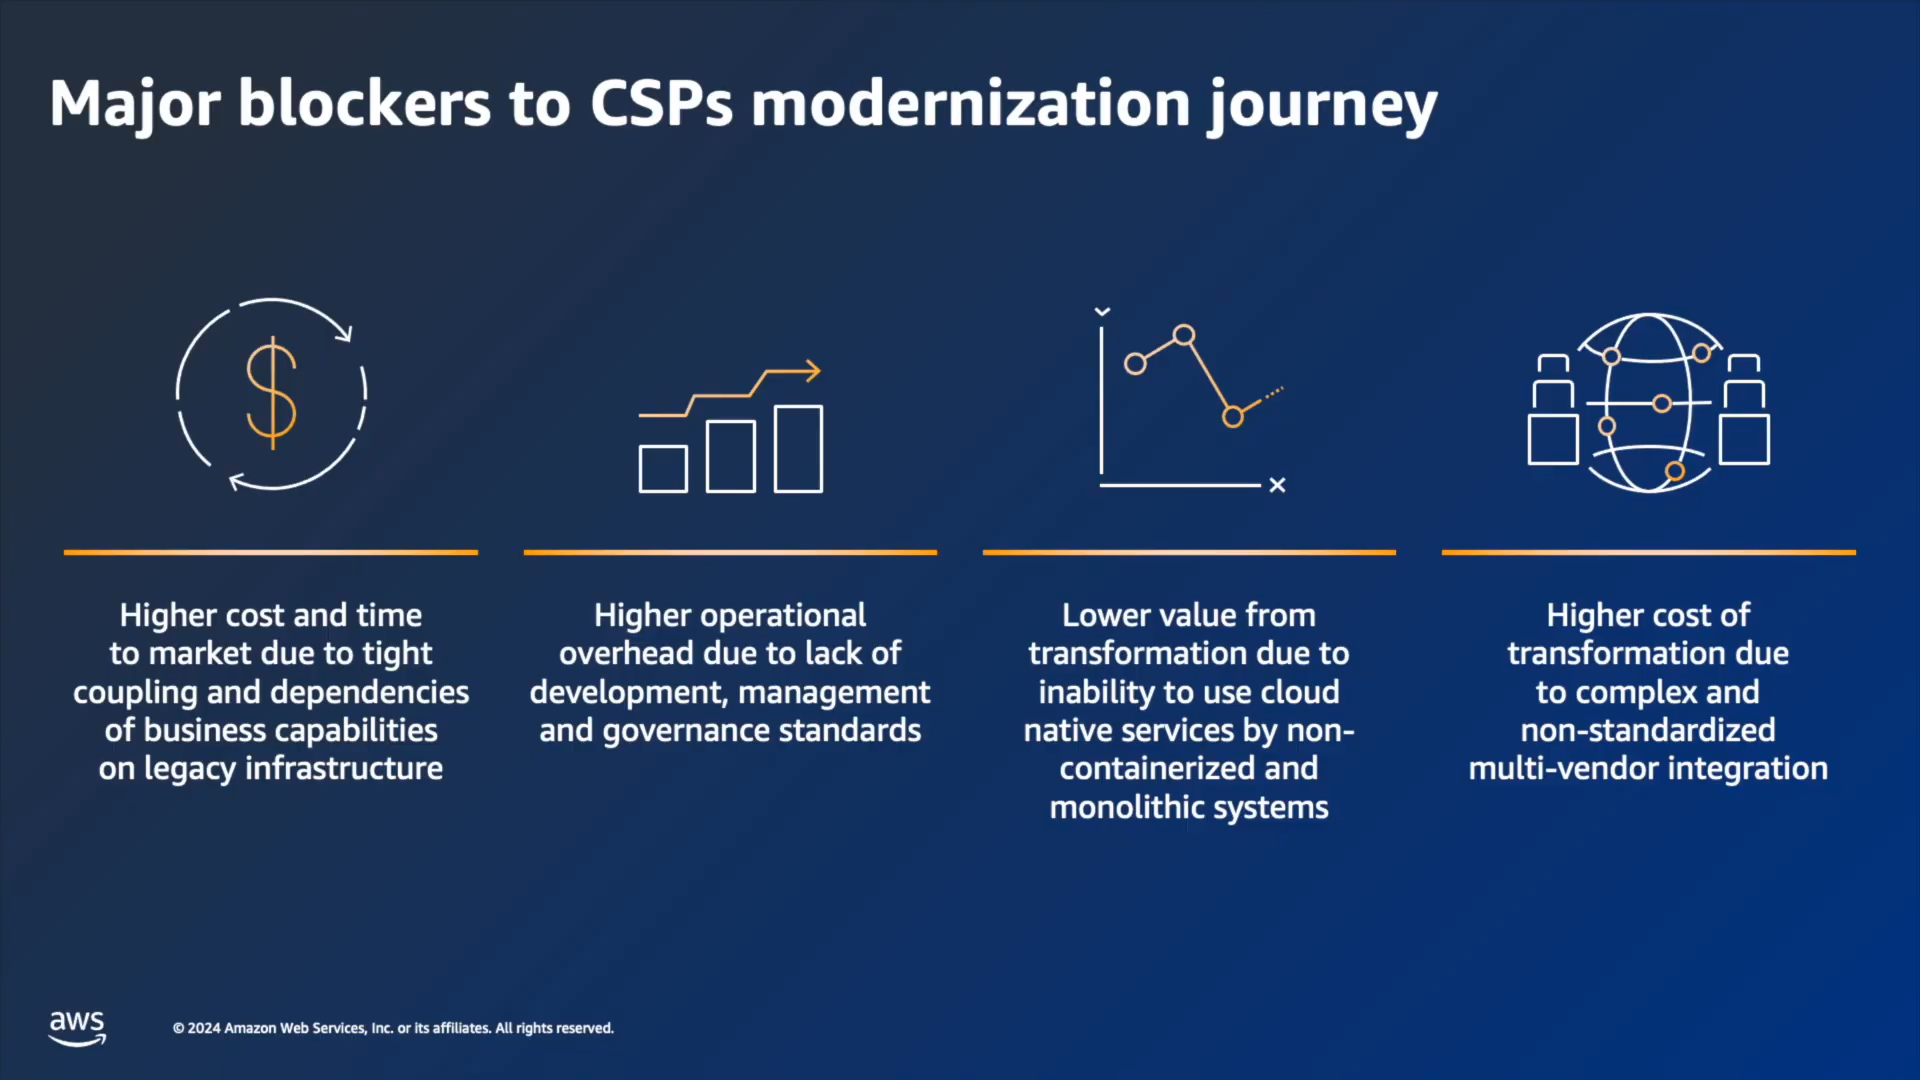 Major blockers to CSPs modernization journey
Higher cost and time
to market due to tight
coupling and dependencies
of business capabilities
on legacy infrastructure
Higher operational
overhead due to lack of
development, management
and governance standards
Lower value from
transformation due to
inability to use cloud
native services by non-
containerized and
monolithic systems
Higher cost of
transformation due
to complex and
non-standardized
multi-vendor integration
aws
© 2024 Amazon Web Services, Inc. or its affiliates. All rights reserved.